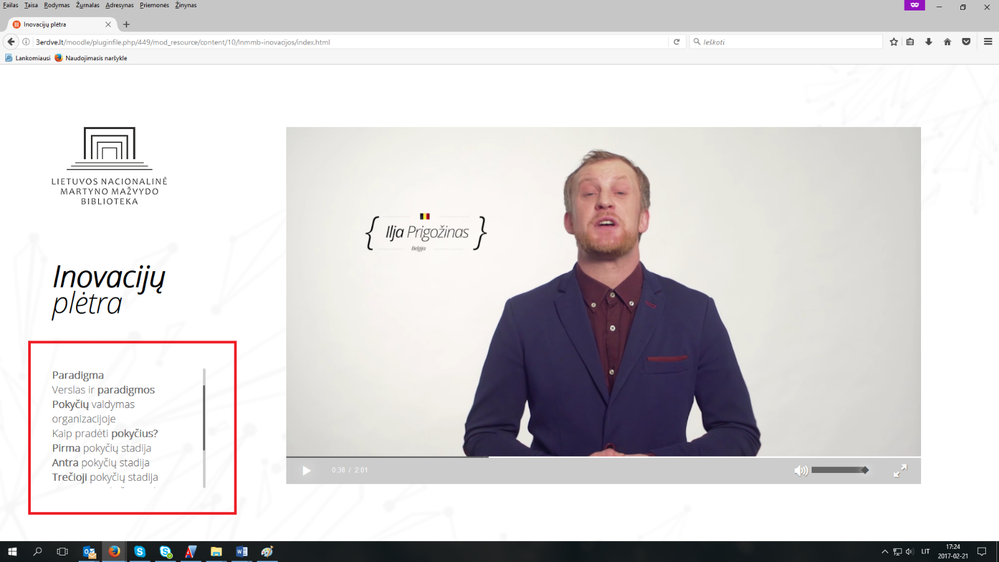 Failas Taisa Rodymas Žurnalas Adresynas Priemonės Žinynas
Inovacijų plėtra
3erdve.lt/moodle/pluginfile.php/449/mod_resource/content/10/lnmmb-inovacijos/index.html
Ieškoti
Lankomiausi Naudojimasis naršykle
LIETUVOS NACIONALINĖ
MARTYNO MAŽVYDO
BIBLIOTEKA
Ilja Prigožinas
Belgija
Inovacijų
plėtra
Paradigma
Verslas ir paradigmos
Pokyčių valdymas
organizacijoje
Kaip pradėti pokyčius?
Pirma pokyčių stadija
Antra pokyčių stadija
Trečioji pokyčių stadija
0:38 / 2:01
LIT
17:24
2017-02-21